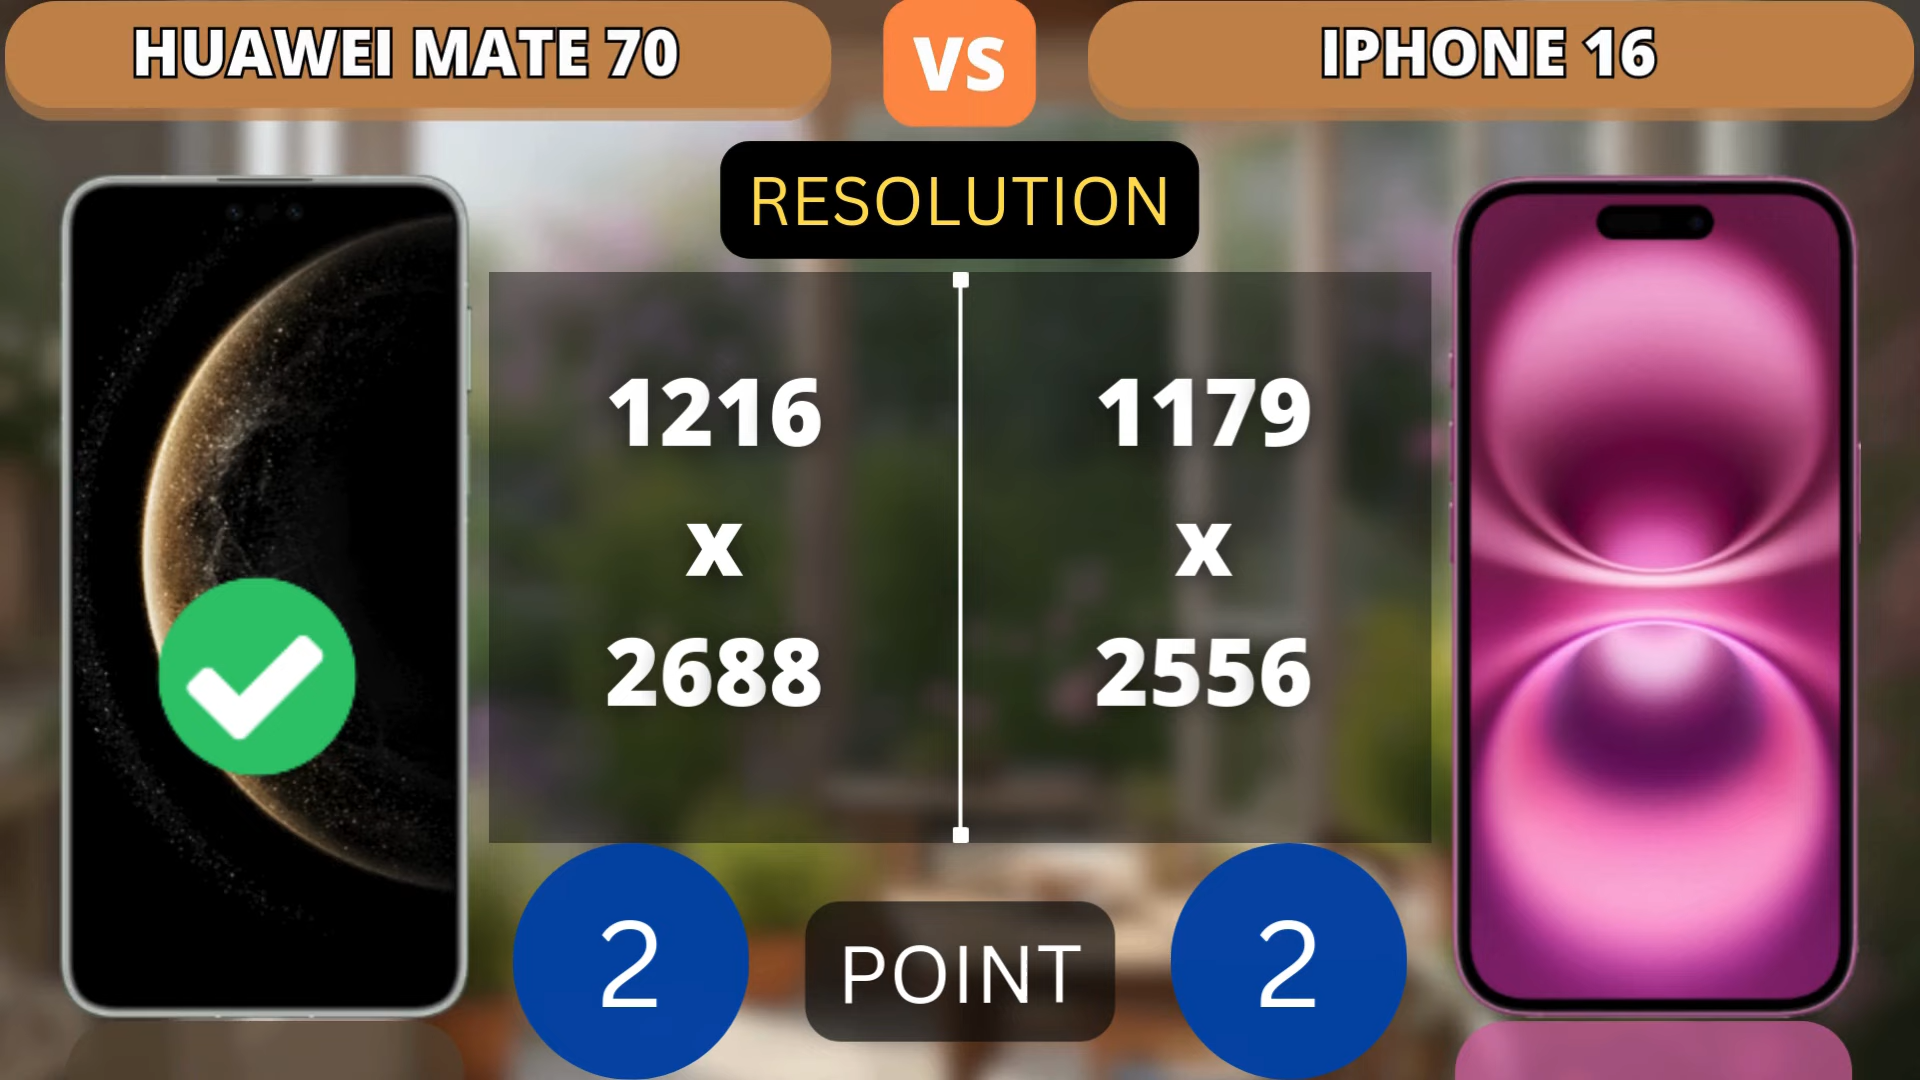 HUAWEI MATE 70
VS
IPHONE 16
RESOLUTION
1216
x
2688
1179
x
2556
2
POINT
2